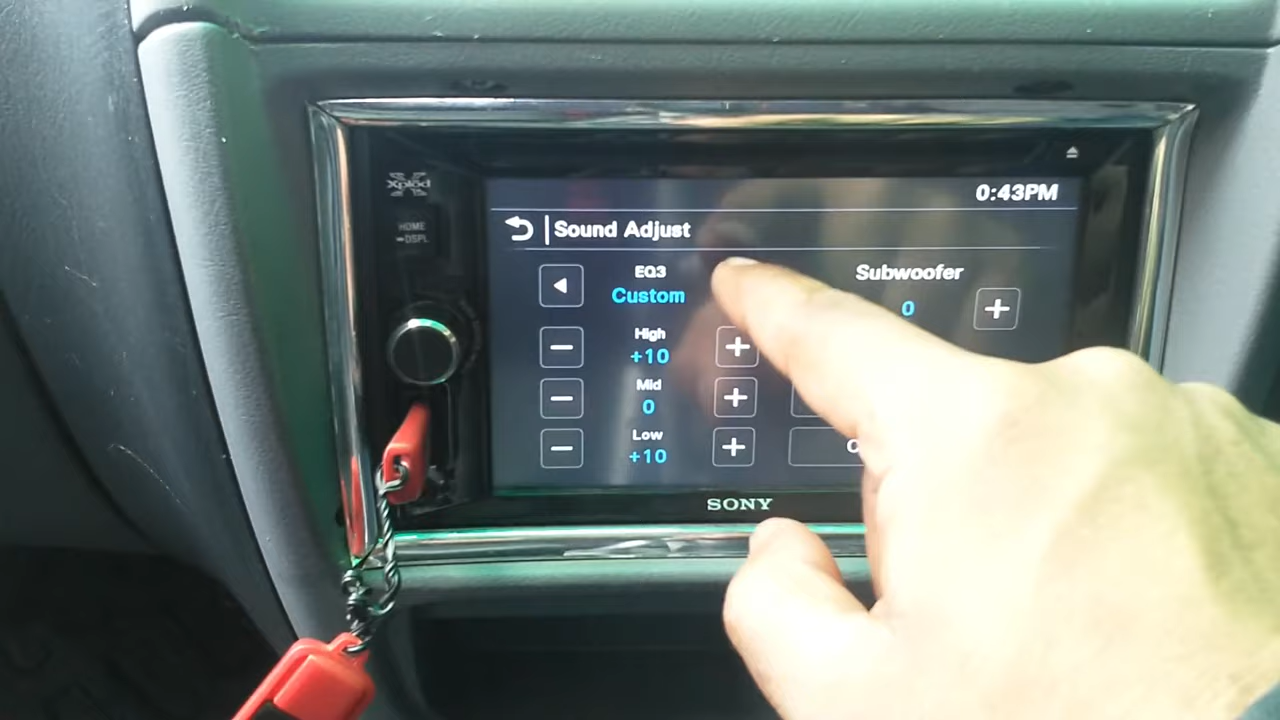 Xplod
HOME
DSPL
0:43PM
Sound Adjust
EQ3
Custom
Subwoofer
0
High
+10
Mid
0
Low
+10
SONY